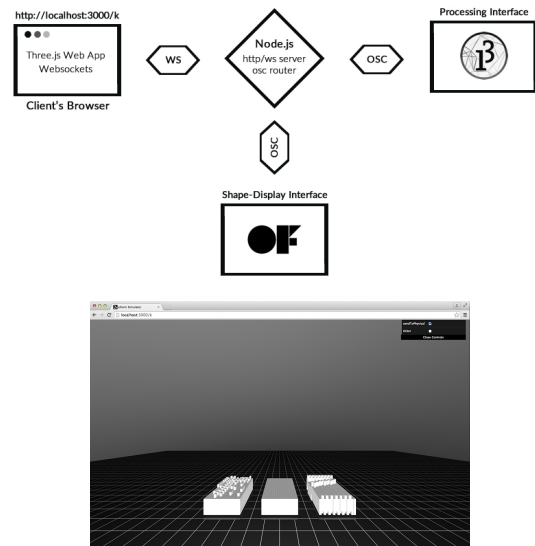 http://localhost:3000/k
Three.js Web App
Websockets
Client's Browser
WS
Node.js
http/ws server
osc router
OSC
Processing Interface
OSC
Shape-Display Interface
OF
localhost:3000/k
Close Controls